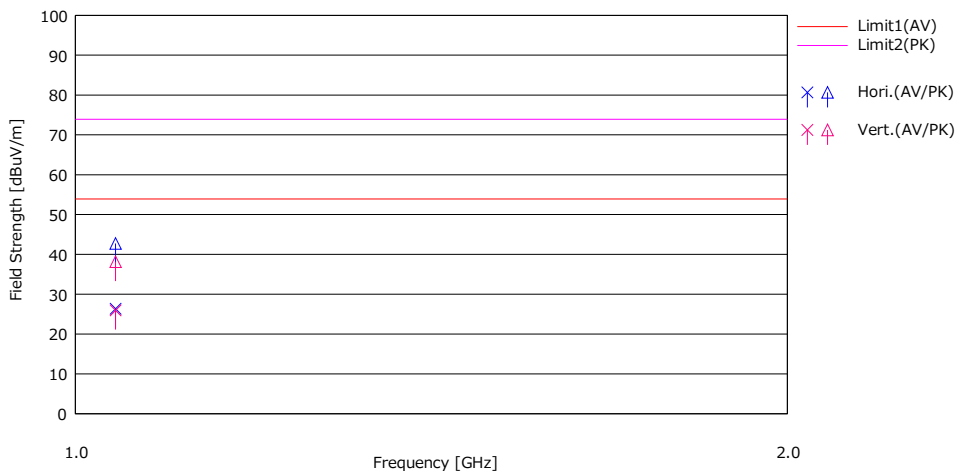 100
90
80
70
60
50
40
30
20
10
0
Field Strength [dBuV/m]
1.0
2.0
Frequency [GHz]
Limit1(AV)
Limit2(PK)
Hori.(AV/PK)
Vert.(AV/PK)